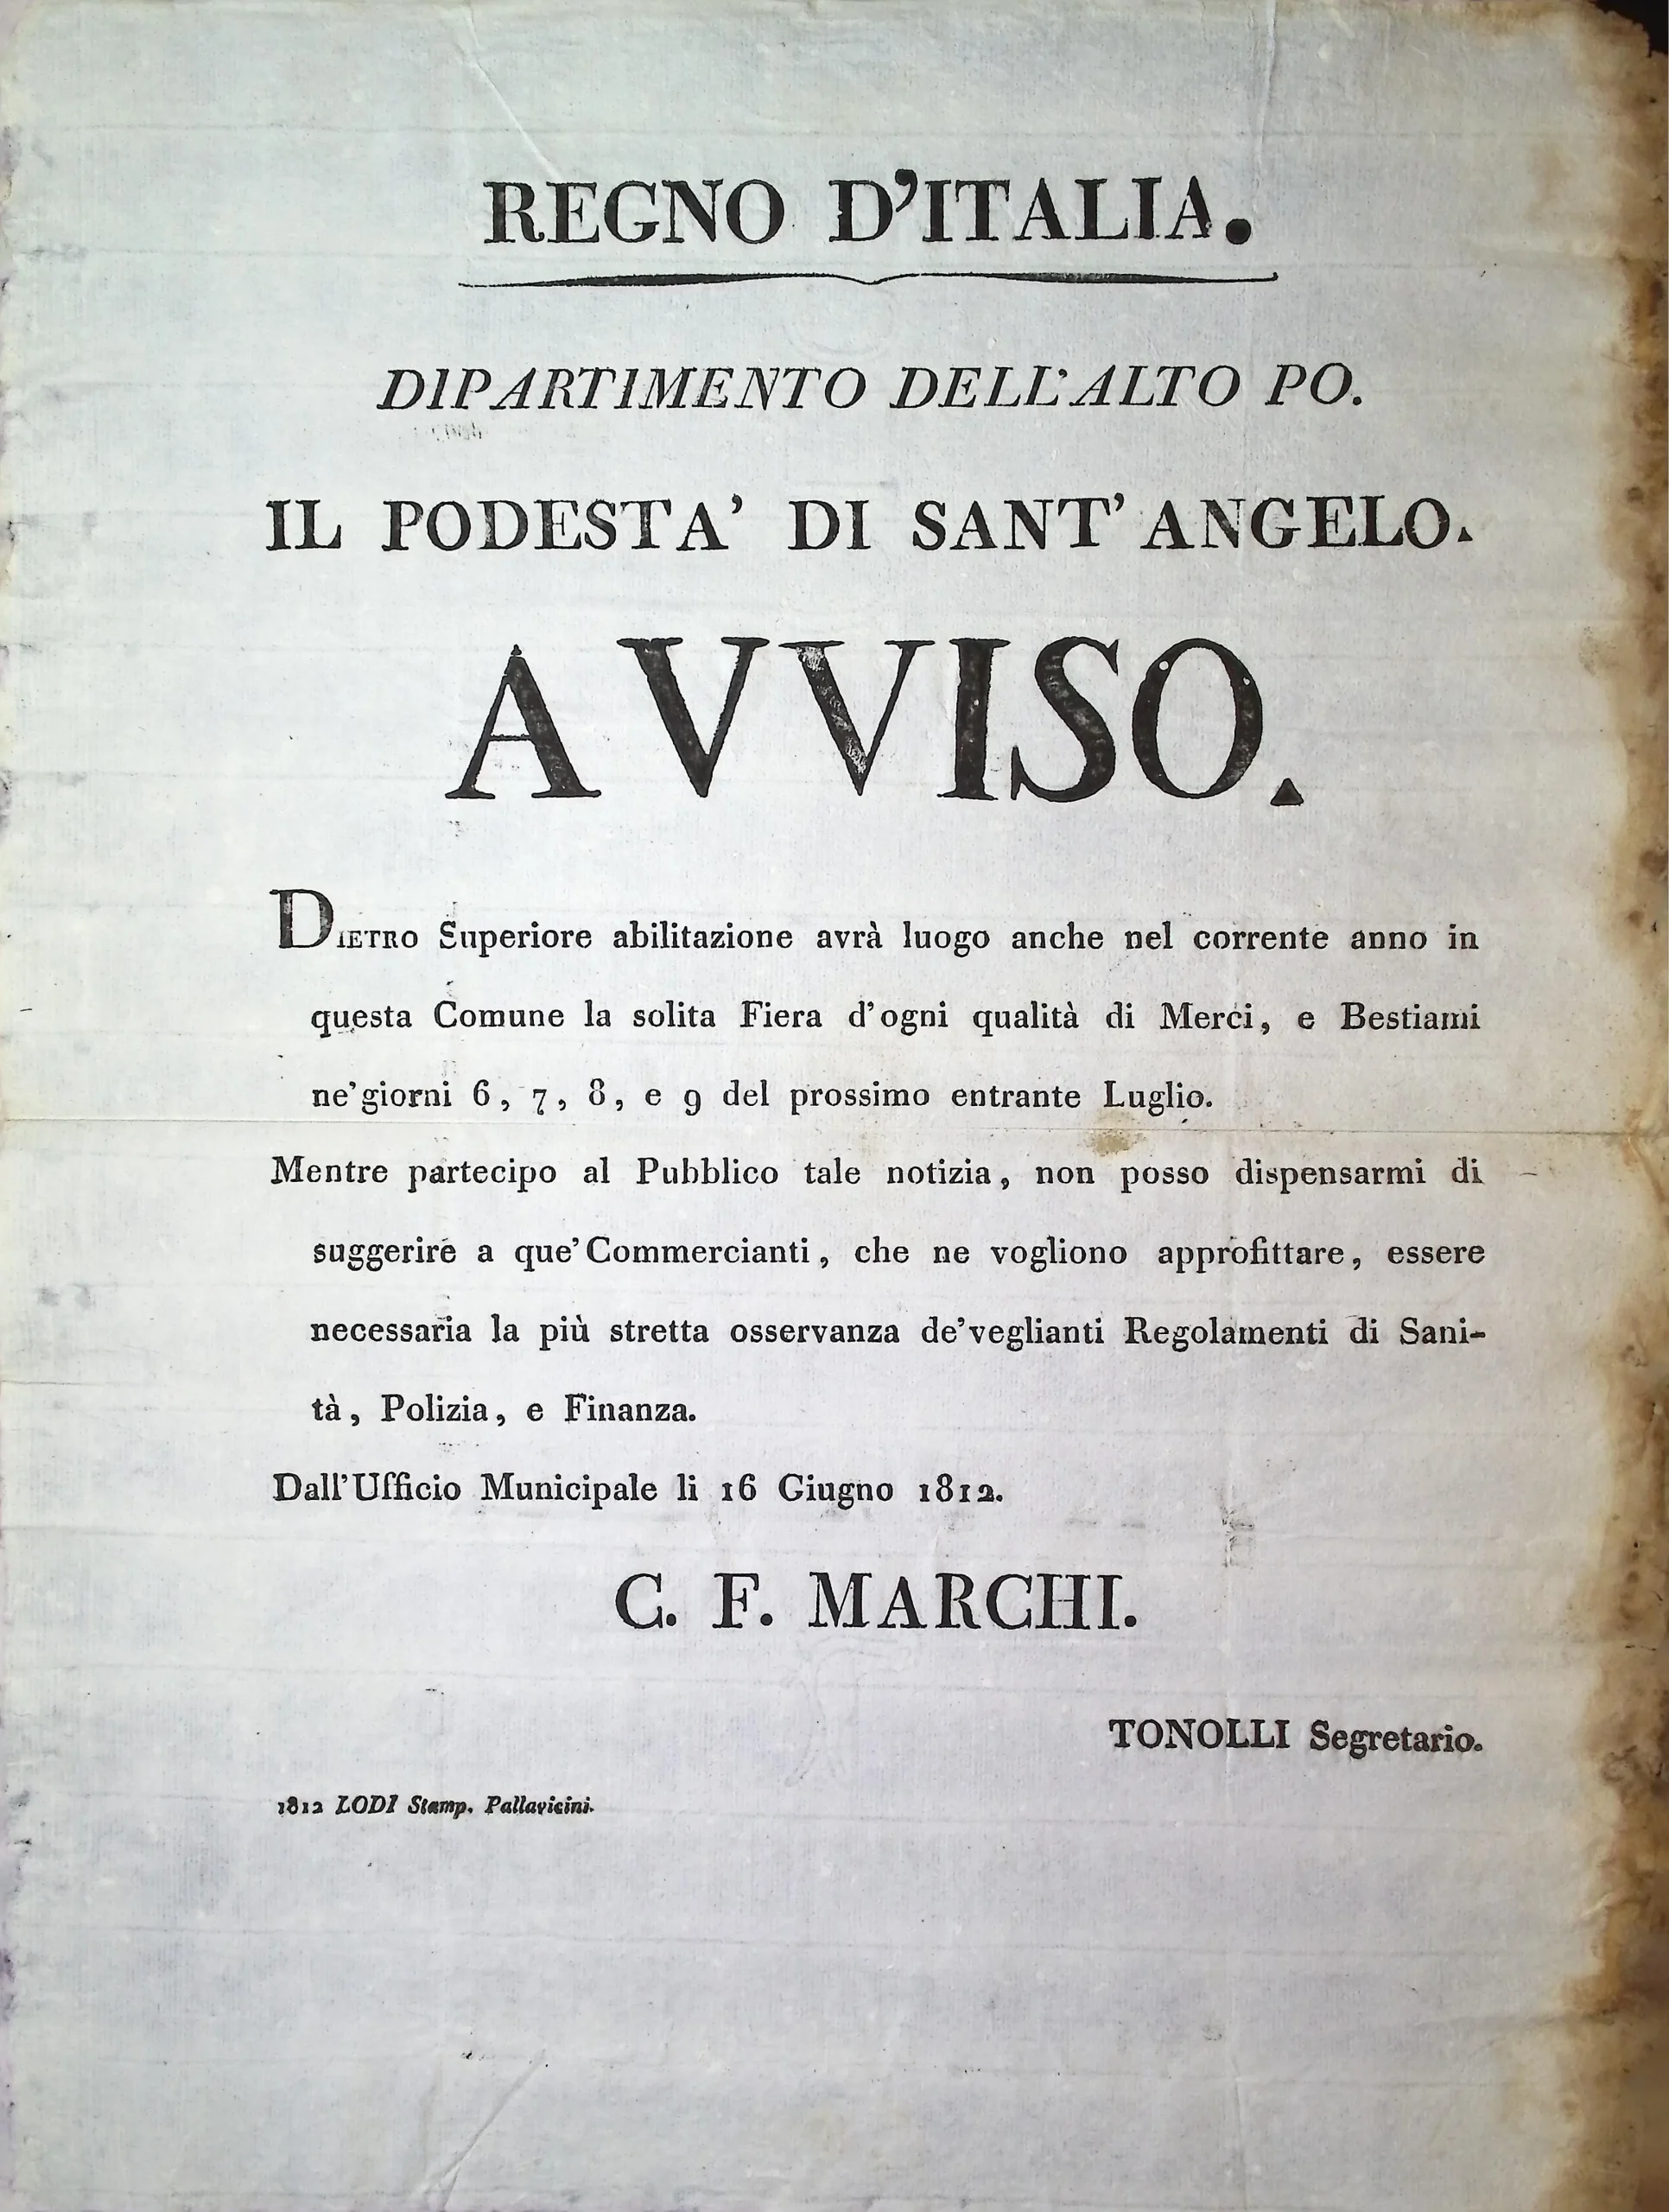 REGNO D'ITALIA.
DIPARTIMENTO DELL'ALTO PO.
IL PODESTA' DI SANT'ANGELO.
AVVISO.
DIETRO Superiore abilitazione avrà luogo anche nel corrente anno in
questa Comune la solita Fiera d'ogni qualità di Merci, e Bestiami
ne'giorni 6, 7, 8, e 9 del prossimo entrante Luglio.
Mentre partecipo al Pubblico tale notizia, non posso dispensarmi di
suggerire a que'Commercianti, che ne vogliono approfittare, essere
necessaria la più stretta osservanza de'veglianti Regolamenti di Sani-
tà, Polizia, e Finanza.
Dall'Ufficio Municipale li 16 Giugno 1812.
C. F. MARCHI.
TONOLLI Segretario.
1812 LODI Stamp. Pallavicini.